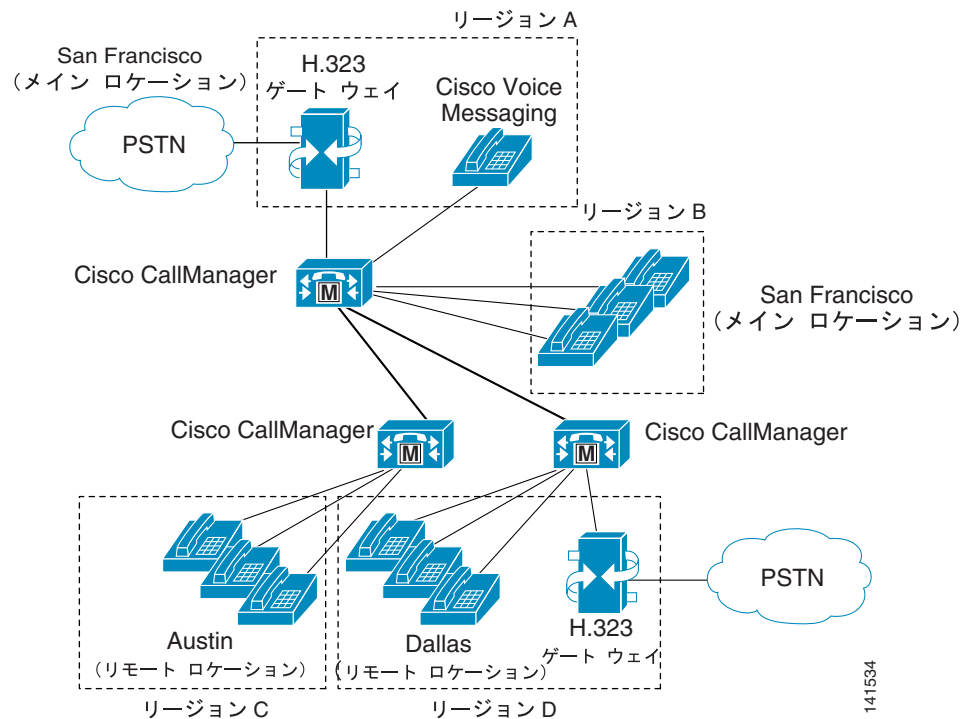 リージョン A
San Francisco
（メイン ロケーション）
H.323
ゲート ウェイ
Cisco Voice
Messaging
PSTN
リージョン B
Cisco CallManager
M
San Francisco
（メイン ロケーション）
Cisco CallManager
M
M
Cisco CallManager
PSTN
Austin
（リモート ロケーション）
Dallas
（リモート ロケーション）
H.323
ゲート ウェイ
リージョン C
リージョン D
141534